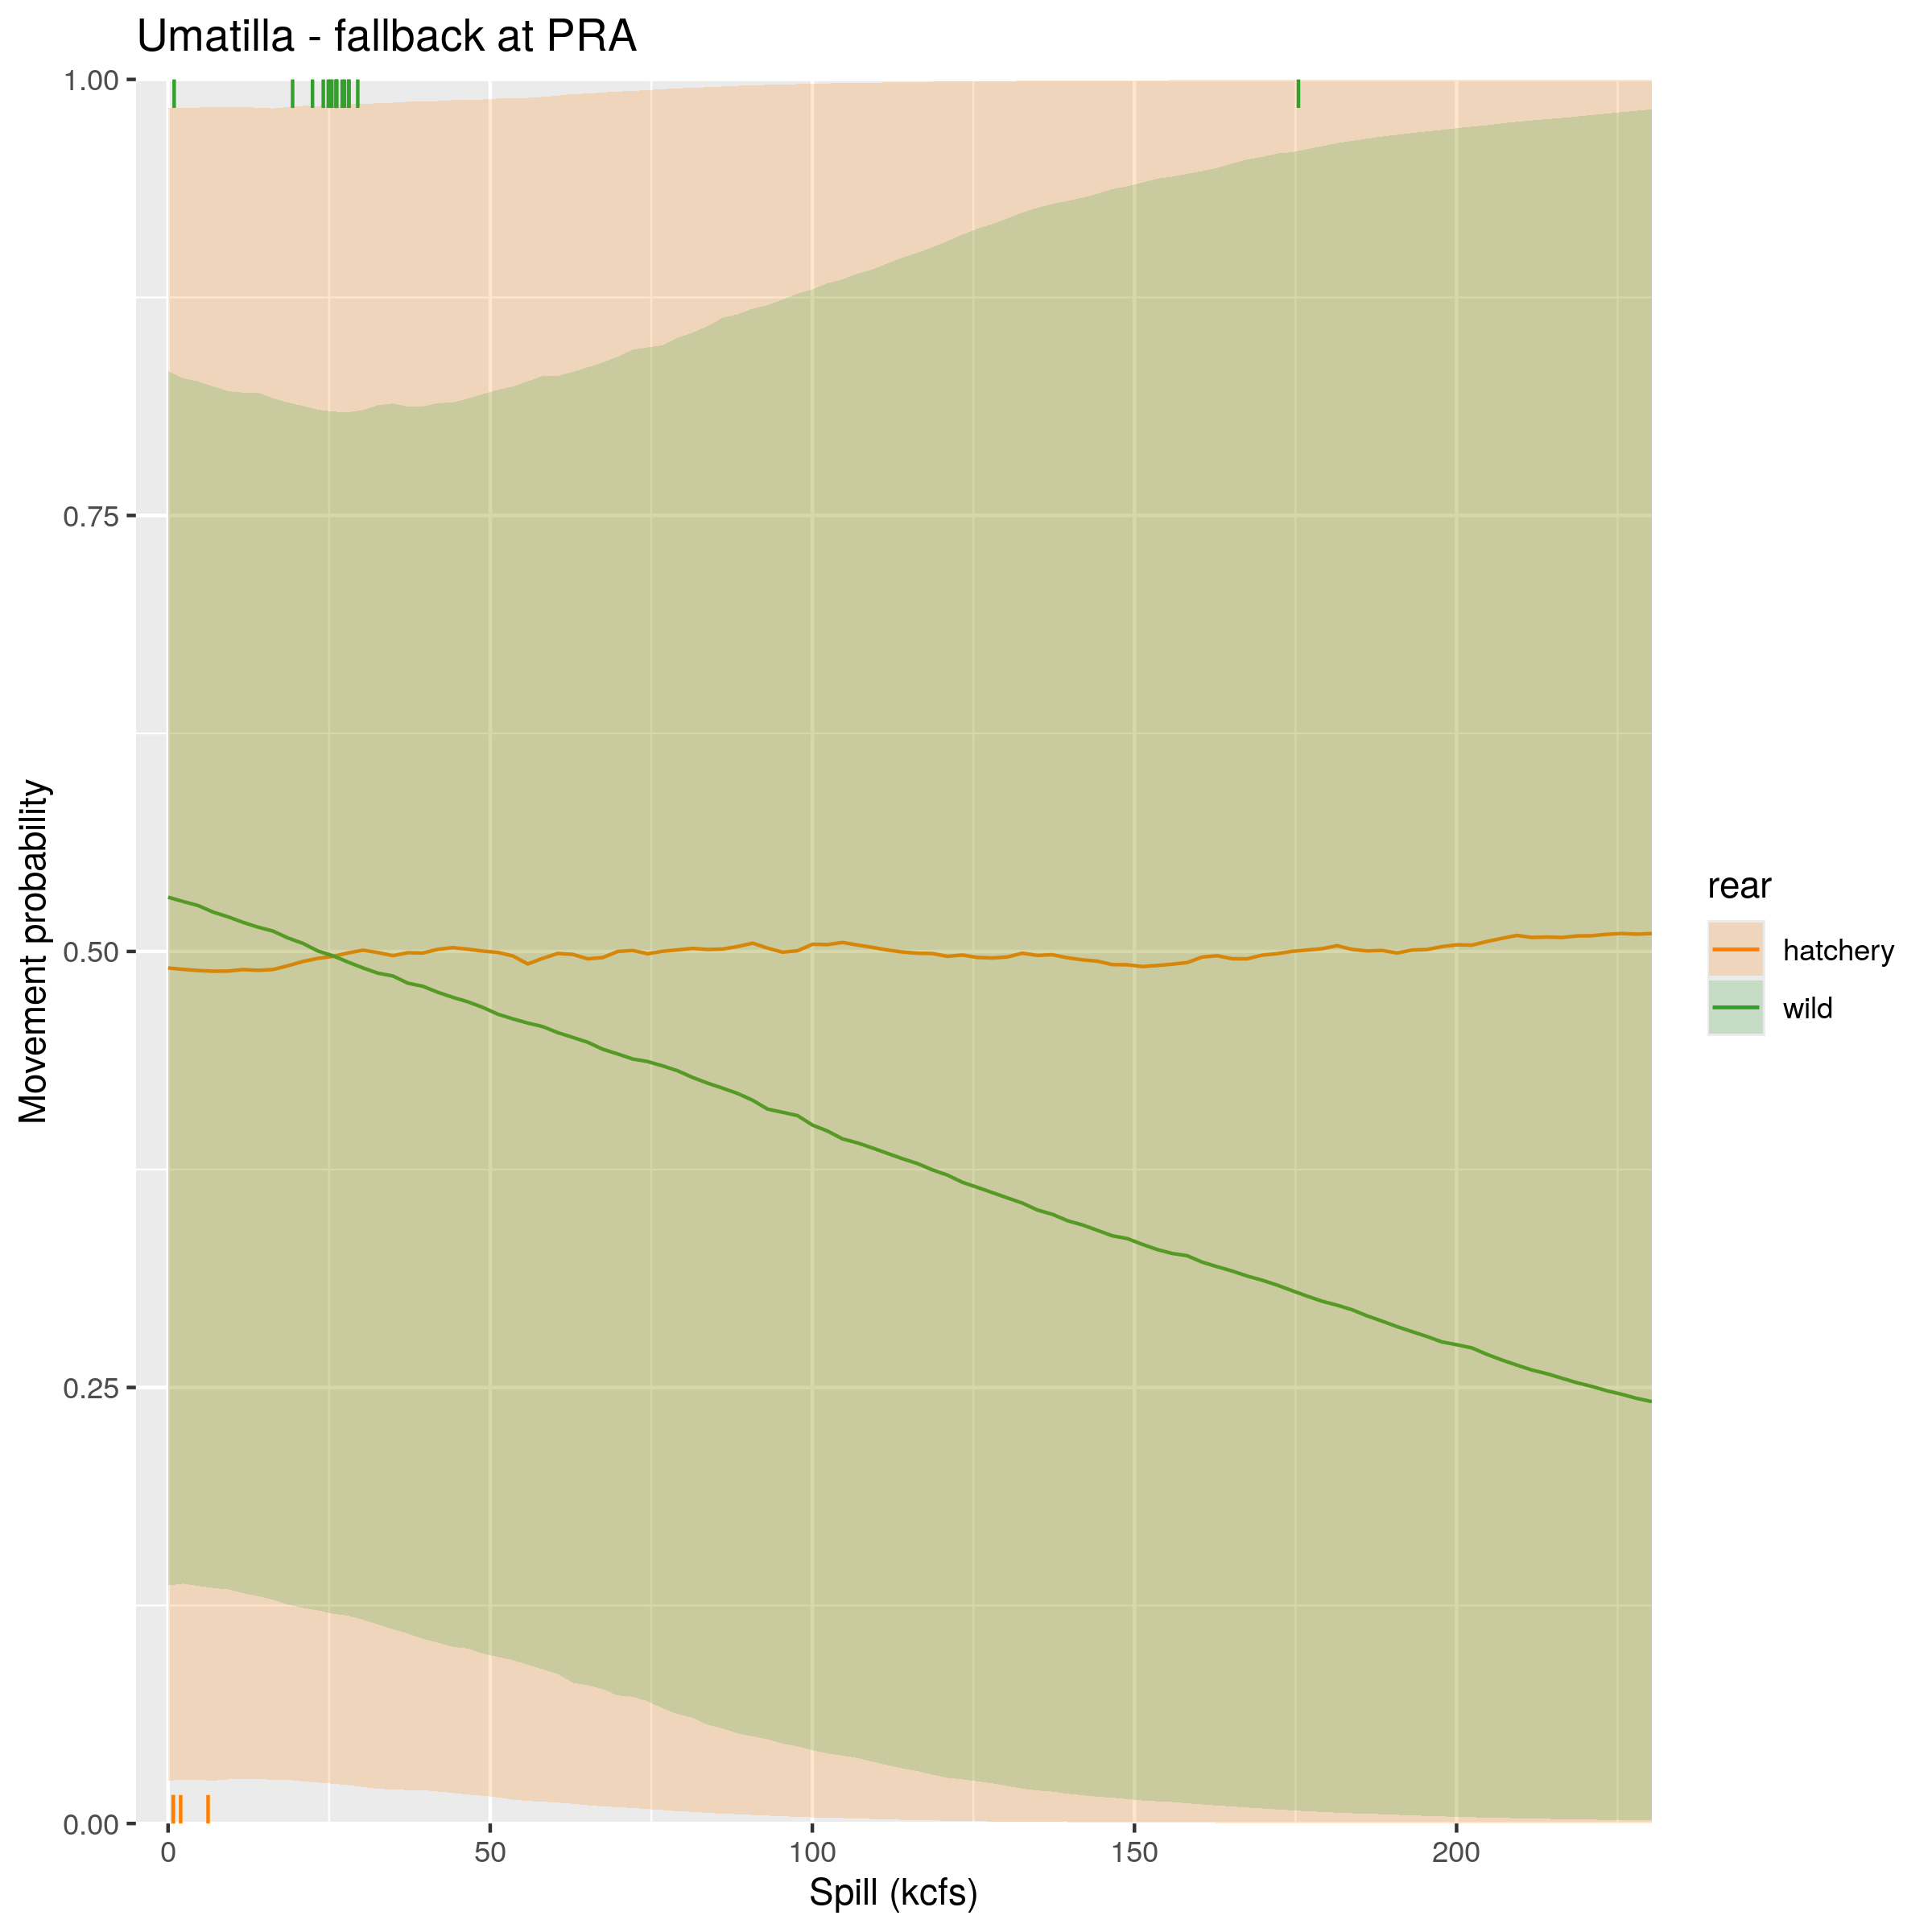 Umatilla - fallback at PRA
1.00
0.75
0.50
0.25
0.00
Movement probability
0
50
100
150
200
Spill (kcfs)
rear
hatchery
wild